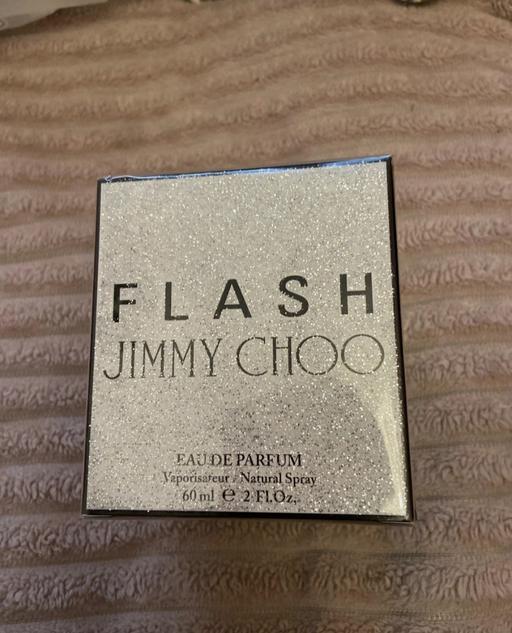 FLASH
JIMMY CHOO
EAU DE PARFUM
Vaporisateur / Natural Spray
60 ml ℮ 2 Fl.Oz.